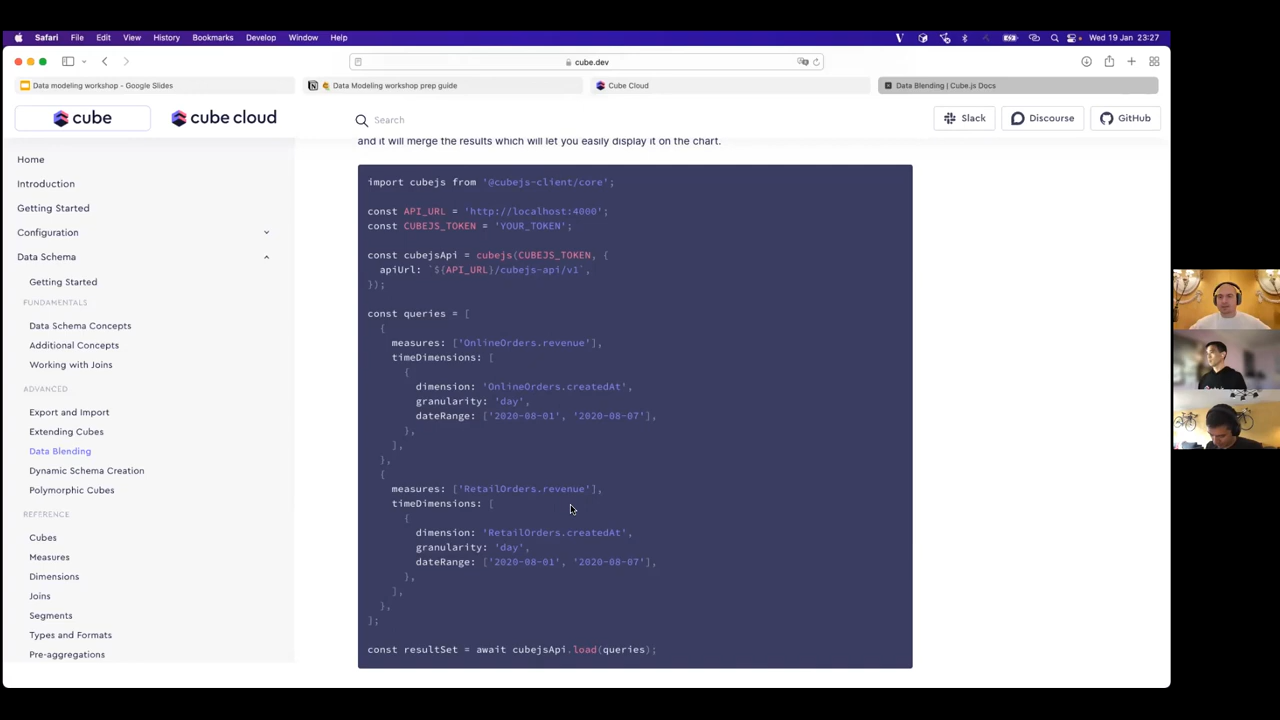 Safari File Edit View History Bookmarks Develop Window Help Wed 19 Jan 23:27
cube.dev
Data modeling workshop - Google Slides
Data Modeling workshop prep guide
Cube Cloud
Data Blending | Cube.js Docs
cube
cube cloud
Search
Slack
Discourse
GitHub
Home
Introduction
Getting Started
Configuration
Data Schema
Getting Started
FUNDAMENTALS
Data Schema Concepts
Additional Concepts
Working with Joins
ADVANCED
Export and Import
Extending Cubes
Data Blending
Dynamic Schema Creation
Polymorphic Cubes
REFERENCE
Cubes
Measures
Dimensions
Joins
Segments
Types and Formats
Pre-aggregations
and it will merge the results which will let you easily display it on the chart.
import cubejs from '@cubejs-client/core';
const API_URL = 'http://localhost:4000';
const CUBEJS_TOKEN = 'YOUR_TOKEN';
const cubejsApi = cubejs(CUBEJS_TOKEN, {
apiUrl: `${API_URL}/cubejs-api/v1`,
});
const queries = [
{
measures: ['OnlineOrders.revenue'],
timeDimensions: [
{
dimension: 'OnlineOrders.createdAt',
granularity: 'day',
dateRange: ['2020-08-01', '2020-08-07'],
},
],
},
{
measures: ['RetailOrders.revenue'],
timeDimensions: [
{
dimension: 'RetailOrders.createdAt',
granularity: 'day',
dateRange: ['2020-08-01', '2020-08-07'],
},
],
},
];
const resultSet = await cubejsApi.load(queries);